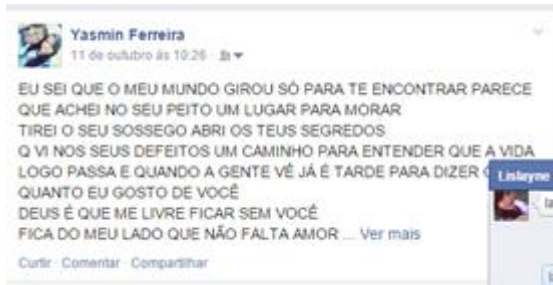 Yasmin Ferreira
11 de outubro às 10:26
EU SEI QUE O MEU MUNDO GIROU SÓ PARA TE ENCONTRAR PARECE
QUE ACHEI NO SEU PEITO UM LUGAR PARA MORAR
TIREI O SEU SOSSEGO ABRI OS TEUS SEGREDOS
Q VI NOS SEUS DEFEITOS UM CAMINHO PARA ENTENDER QUE A VIDA
LOGO PASSA E QUANDO A GENTE VÊ JÁ É TARDE PARA DIZER
Lislayne
QUANTO EU GOSTO DE VOCÊ
DEUS É QUE ME LIVRE FICAR SEM VOCÊ
FICA DO MEU LADO QUE NÃO FALTA AMOR ... Ver mais
Curtir · Comentar · Compartilhar